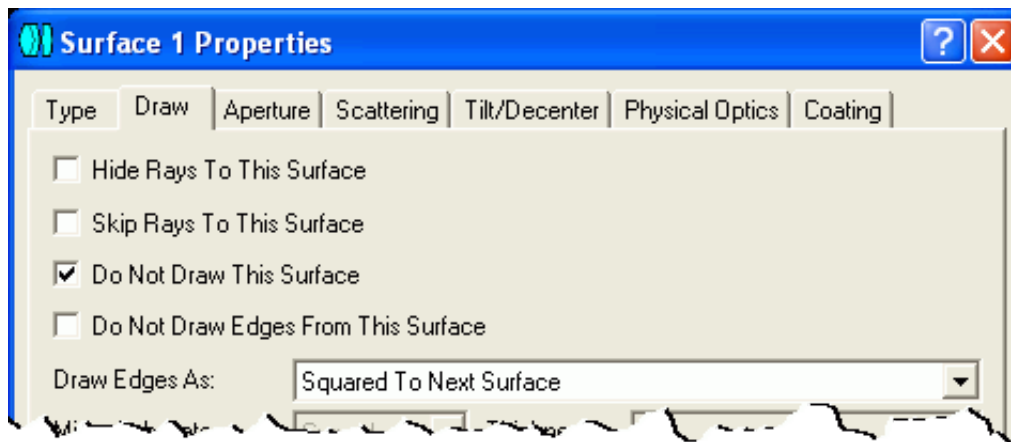 Surface 1 Properties
Type Draw Aperture Scattering Tilt/Decenter Physical Optics Coating
Hide Rays To This Surface
Skip Rays To This Surface
Do Not Draw This Surface
Do Not Draw Edges From This Surface
Draw Edges As: Squared To Next Surface